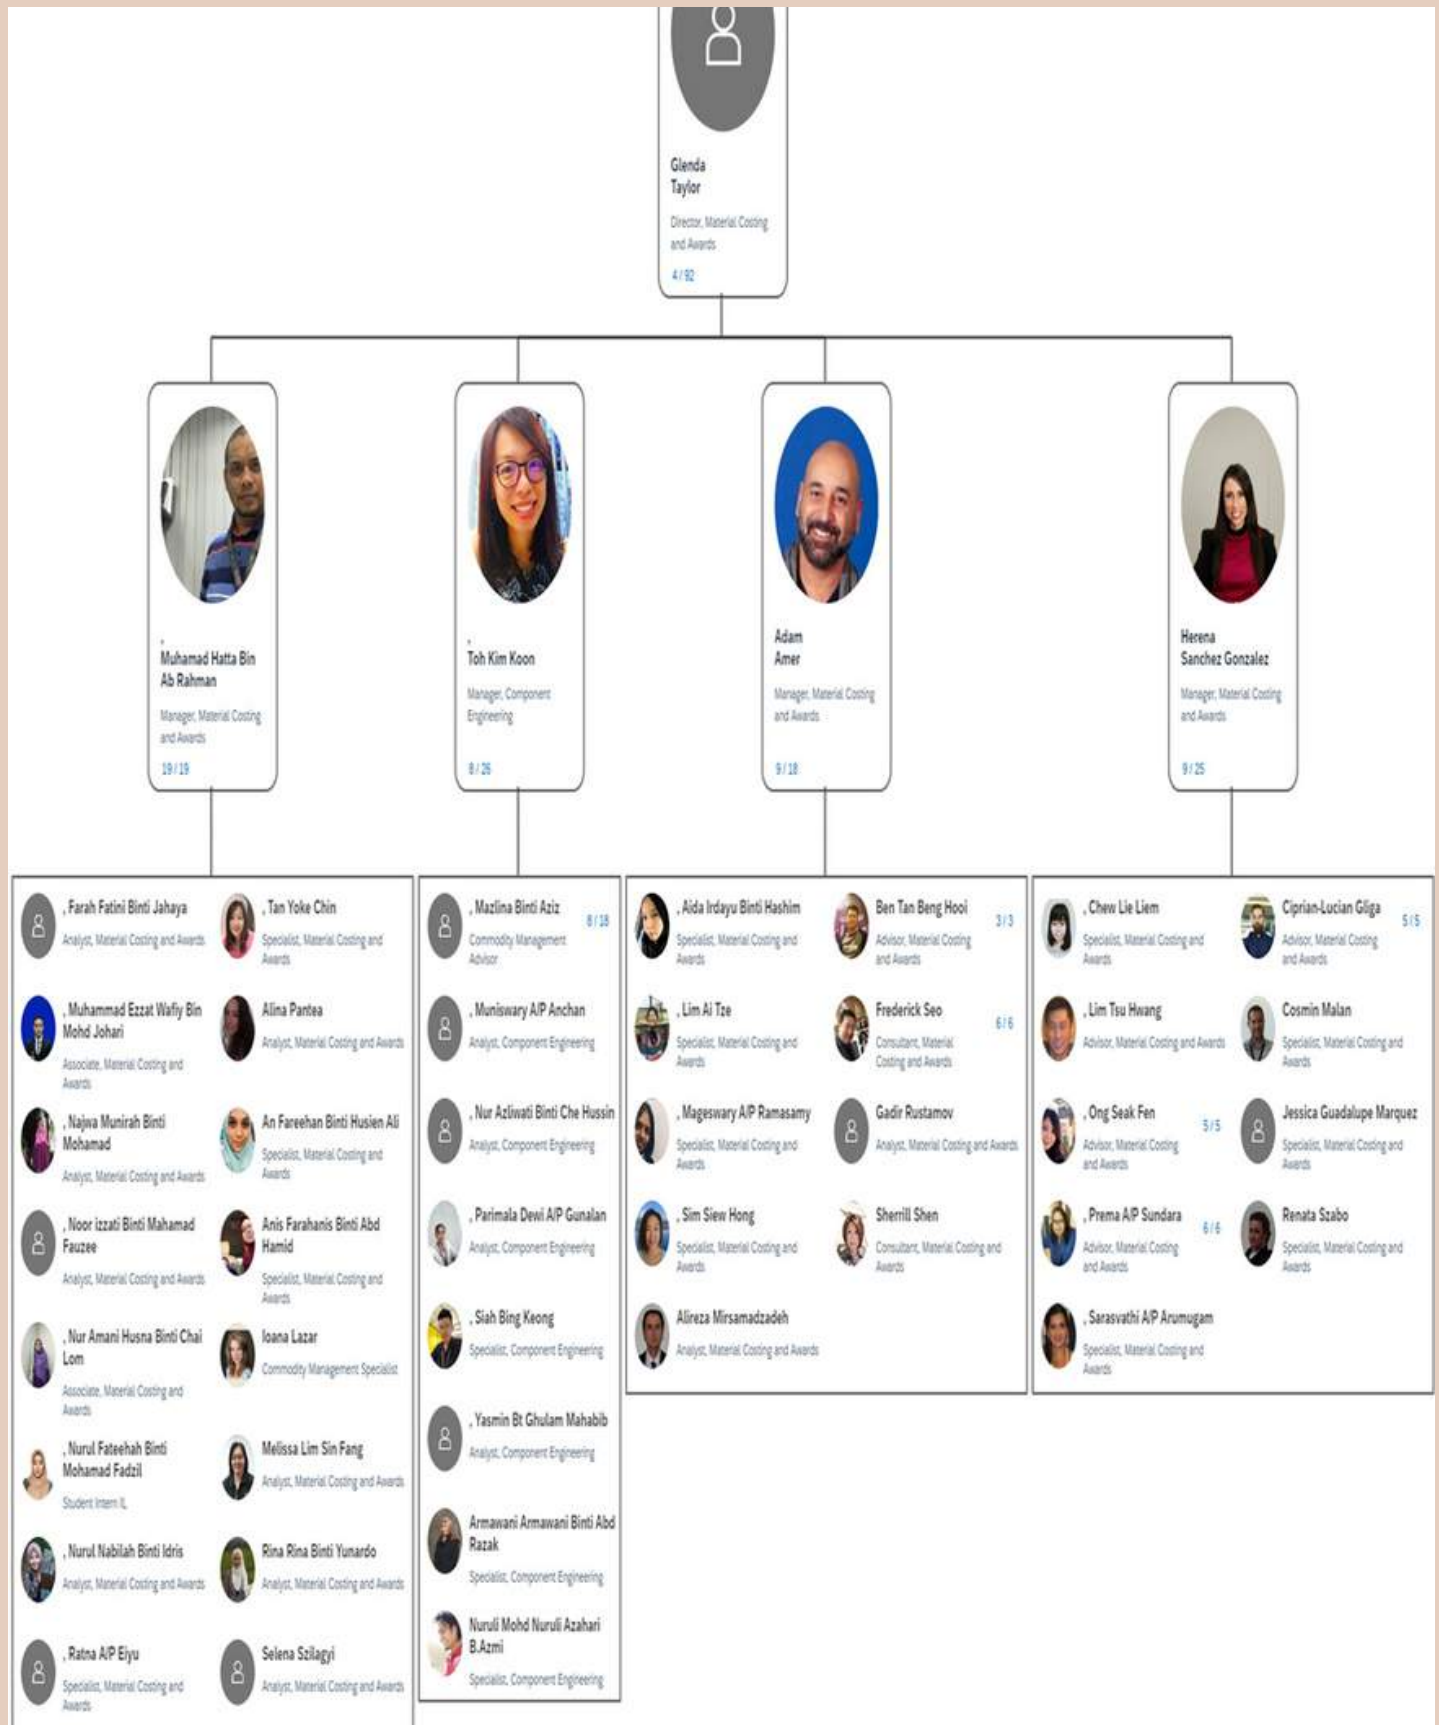 Glenda
Taylor
Director, Material Costing
and Awards
4 / 92
,
Muhamad Hatta Bin
Ab Rahman
Manager, Material Costing
and Awards
19 / 19
,
Toh Kim Koon
Manager, Component
Engineering
8 / 26
Adam
Amer
Manager, Material Costing
and Awards
9 / 18
Herena
Sanchez Gonzalez
Manager, Material Costing
and Awards
9 / 25
, Farah Fatini Binti Jahaya
Analyst, Material Costing and Awards
, Muhammad Ezzat Wafiy Bin
Mohd Johari
Associate, Material Costing and
Awards
, Najwa Munirah Binti
Mohamad
Analyst, Material Costing and Awards
, Noor izzati Binti Mahamad
Fauzee
Analyst, Material Costing and Awards
, Nur Amani Husna Binti Chai
Lom
Associate, Material Costing and
Awards
, Nurul Fateehah Binti
Mohamad Fadzil
Student Intern IL
, Nurul Nabilah Binti Idris
Analyst, Material Costing and Awards
, Ratna A/P Eiyu
Specialist, Material Costing and
Awards
, Tan Yoke Chin
Specialist, Material Costing and
Awards
Alina Pantea
Analyst, Material Costing and Awards
An Fareehan Binti Husien Ali
Specialist, Material Costing and
Awards
Anis Farahanis Binti Abd
Hamid
Specialist, Material Costing and
Awards
Ioana Lazar
Commodity Management Specialist
Melissa Lim Sin Fang
Analyst, Material Costing and Awards
Rina Rina Binti Yunardo
Analyst, Material Costing and Awards
Selena Szilagyi
Analyst, Material Costing and Awards
, Mazlina Binti Aziz
8 / 18
Commodity Management
Advisor
, Muniswary A/P Anchan
Analyst, Component Engineering
, Nur Azliwati Binti Che Hussin
Analyst, Component Engineering
, Parimala Dewi A/P Gunalan
Analyst, Component Engineering
, Siah Bing Keong
Specialist, Component Engineering
, Yasmin Bt Ghulam Mahabib
Analyst, Component Engineering
Armawani Armawani Binti Abd
Razak
Specialist, Component Engineering
Nuruli Mohd Nuruli Azahari
B.Azmi
Specialist, Component Engineering
, Aida Irdayu Binti Hashim
Specialist, Material Costing and
Awards
, Lim Ai Tze
Specialist, Material Costing and
Awards
, Mageswary A/P Ramasamy
Specialist, Material Costing and
Awards
, Sim Siew Hong
Specialist, Material Costing and
Awards
Alireza Mirsamadzadeh
Analyst, Material Costing and Awards
Ben Tan Beng Hooi
3 / 3
Advisor, Material Costing
and Awards
Frederick Seo
6 / 6
Consultant, Material
Costing and Awards
Gadir Rustamov
Analyst, Material Costing and Awards
Sherrill Shen
Consultant, Material Costing and
Awards
, Chew Lie Liem
Specialist, Material Costing and
Awards
, Lim Tsu Hwang
Advisor, Material Costing and Awards
, Ong Seak Fen
5 / 5
Advisor, Material Costing
and Awards
, Prema A/P Sundara
6 / 6
Advisor, Material Costing
and Awards
, Sarasvathi A/P Arumugam
Specialist, Material Costing and
Awards
Ciprian-Lucian Gliga
5 / 5
Advisor, Material Costing
and Awards
Cosmin Malan
Specialist, Material Costing and
Awards
Jessica Guadalupe Marquez
Specialist, Material Costing and
Awards
Renata Szabo
Specialist, Material Costing and
Awards